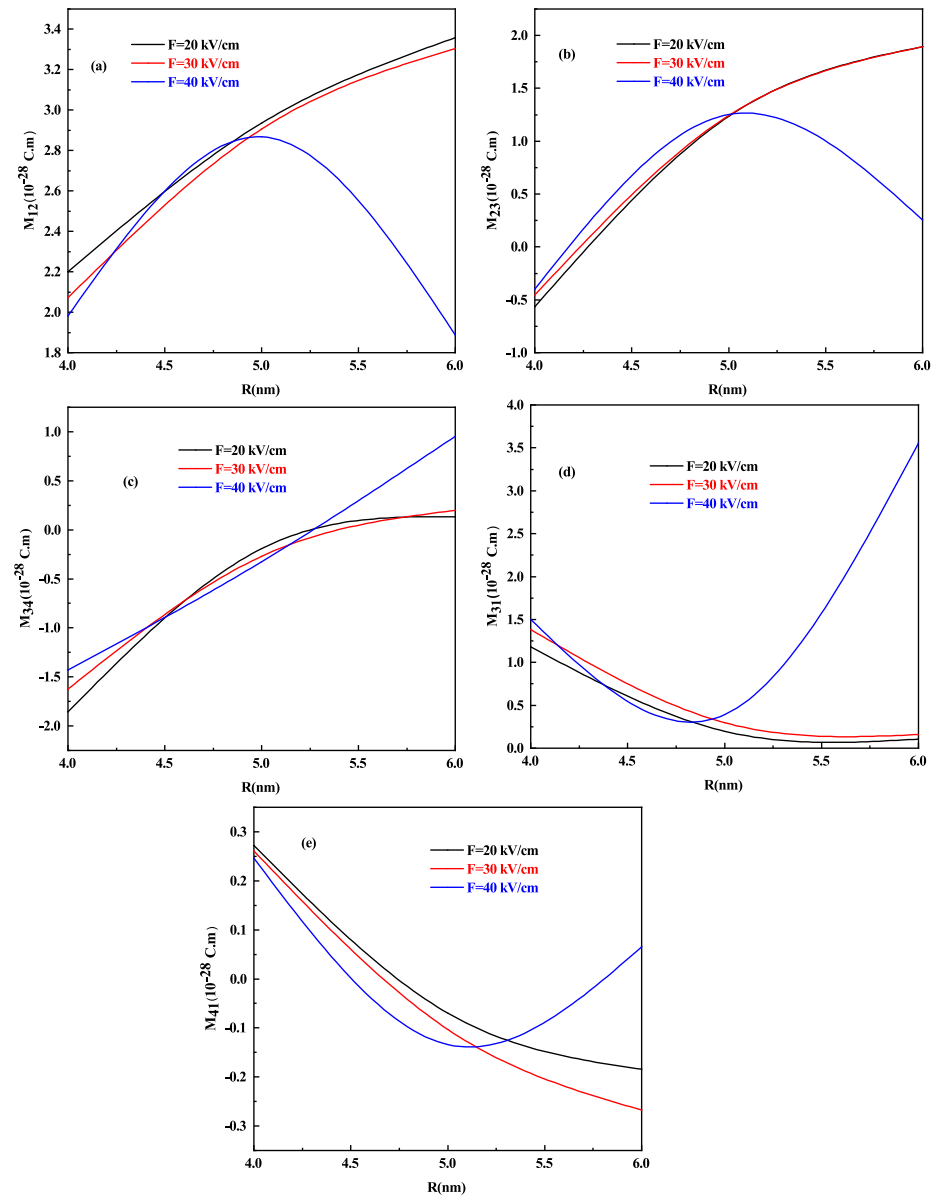 (a)
F=20 kV/cm
F=30 kV/cm
F=40 kV/cm
3.4
3.2
3.0
2.8
2.6
2.4
2.2
2.0
1.8
M12(10-28 C.m)
4.0 4.5 5.0 5.5 6.0
R(nm)
(b)
F=20 kV/cm
F=30 kV/cm
F=40 kV/cm
2.0
1.5
1.0
0.5
0.0
-0.5
-1.0
M23(10-28 C.m)
4.0 4.5 5.0 5.5 6.0
R(nm)
(c)
F=20 kV/cm
F=30 kV/cm
F=40 kV/cm
1.0
0.5
0.0
-0.5
-1.0
-1.5
-2.0
M34(10-28 C.m)
4.0 4.5 5.0 5.5 6.0
R(nm)
(d)
F=20 kV/cm
F=30 kV/cm
F=40 kV/cm
4.0
3.5
3.0
2.5
2.0
1.5
1.0
0.5
0.0
M31(10-28 C.m)
4.0 4.5 5.0 5.5 6.0
R(nm)
(e)
F=20 kV/cm
F=30 kV/cm
F=40 kV/cm
0.3
0.2
0.1
0.0
-0.1
-0.2
-0.3
M41(10-28 C.m)
4.0 4.5 5.0 5.5 6.0
R(nm)